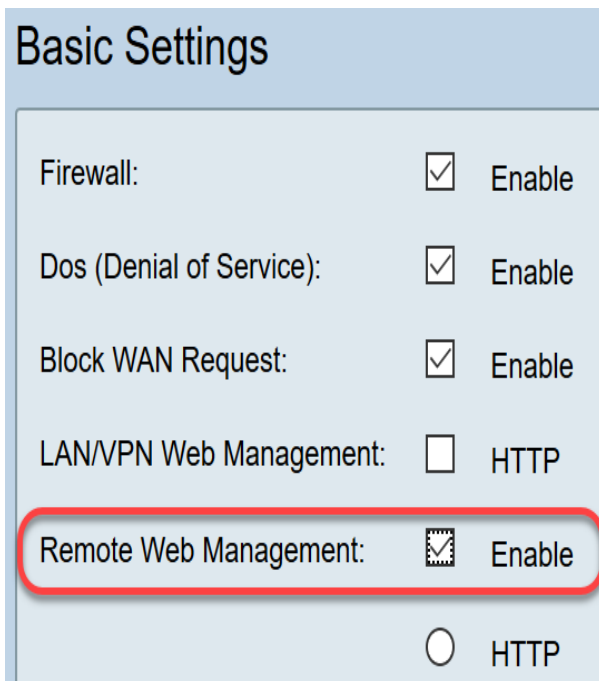 Basic Settings
Firewall: Enable
Dos (Denial of Service): Enable
Block WAN Request: Enable
LAN/VPN Web Management: HTTP
Remote Web Management: Enable
HTTP